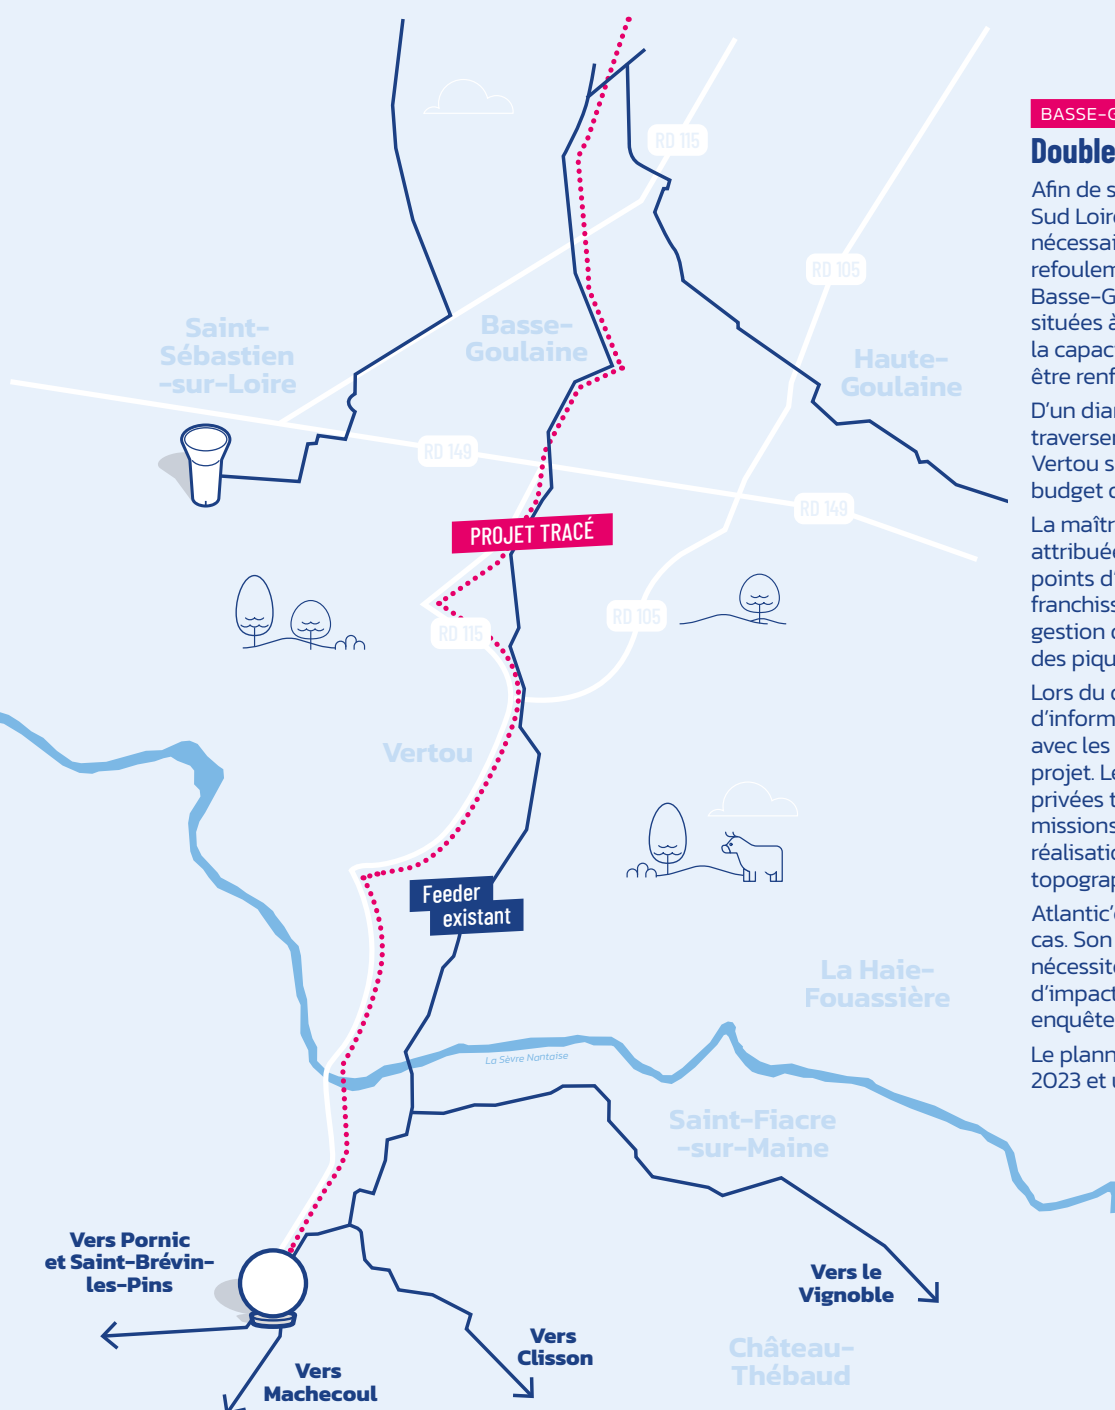 RD 115
RD 105
Saint-
Sébastien
-sur-Loire
Basse-
Goulaine
Haute-
Goulaine
RD 149
RD 149
PROJET TRACÉ
RD 115
RD 105
Vertou
Feeder
existant
La Haie-
Fouassière
La Sèvre Nantaise
Saint-Fiacre
-sur-Maine
Vers Pornic
et Saint-Brévin-
les-Pins
Vers le
Vignoble
Vers
Clisson
Vers
Machecoul
Château-
Thébaud
BASSE-G
Double
Afin de s
Sud Loire
nécessai
refoulem
Basse-G
situées à
la capac
être renf
D'un diar
traverser
Vertou s
budget d
La maîtr
attribuée
points d'
franchiss
gestion d
des piqu
Lors du d
d'inform
avec les
projet. Le
privées t
missions
réalisatio
topograp
Atlantic'
cas. Son
nécessite
d'impact
enquête
Le plann
2023 et u